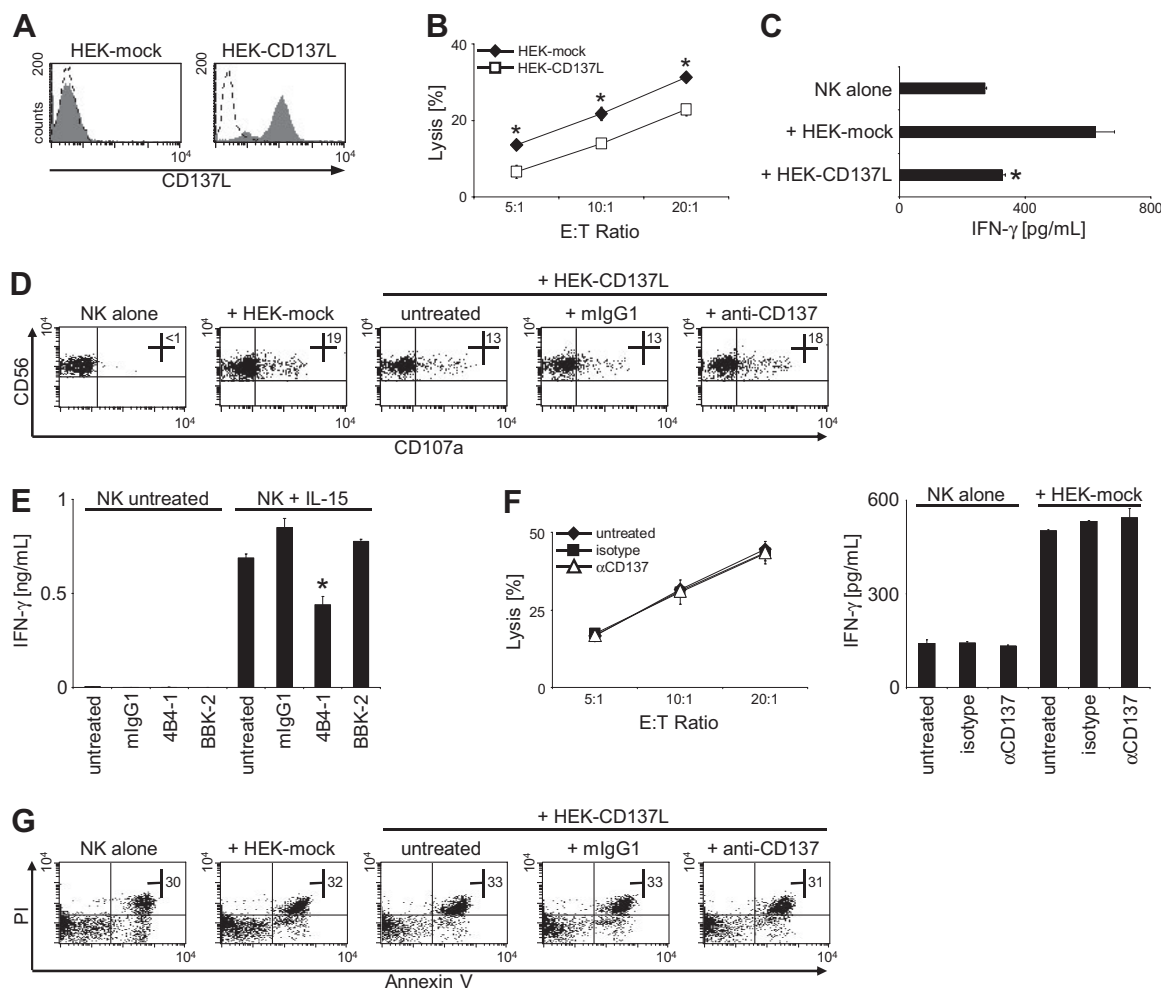 A
HEK-mock
HEK-CD137L
200
200
counts
10⁴
10⁴
CD137L
B
40
20
0
Lysis [%]
HEK-mock
HEK-CD137L
*
*
*
5:1
10:1
20:1
E:T Ratio
C
NK alone
+ HEK-mock
+ HEK-CD137L
*
0
400
800
IFN-γ [pg/mL]
D
+ HEK-CD137L
NK alone
+ HEK-mock
untreated
+ mIgG1
+ anti-CD137
10⁴
10⁴
10⁴
10⁴
10⁴
<1
19
13
13
18
CD56
10⁴
10⁴
10⁴
10⁴
10⁴
CD107a
E
NK untreated
NK + IL-15
1
0.5
0
IFN-γ [ng/mL]
*
untreated
mIgG1
4B4-1
BBK-2
untreated
mIgG1
4B4-1
BBK-2
F
50
25
0
Lysis [%]
untreated
isotype
αCD137
5:1
10:1
20:1
E:T Ratio
NK alone
+ HEK-mock
600
300
0
IFN-γ [pg/mL]
untreated
isotype
αCD137
untreated
isotype
αCD137
G
+ HEK-CD137L
NK alone
+ HEK-mock
untreated
+ mIgG1
+ anti-CD137
10⁴
10⁴
10⁴
10⁴
10⁴
30
32
33
33
31
PI
10⁴
10⁴
10⁴
10⁴
10⁴
Annexin V